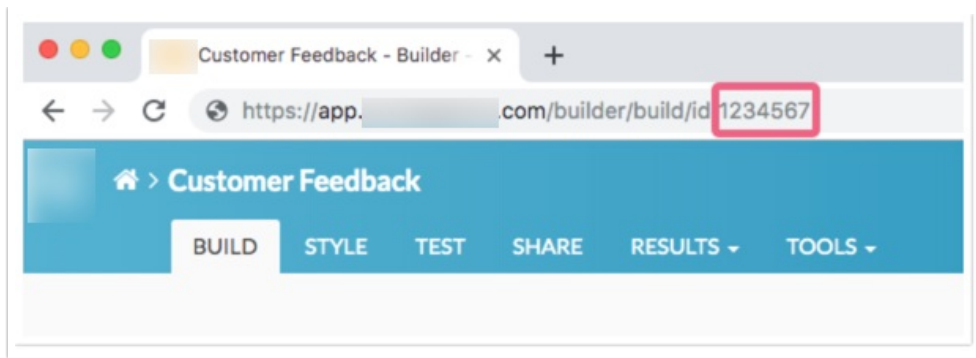 Customer Feedback - Builder -
https://app. .com/builder/build/id/1234567
> Customer Feedback
BUILD STYLE TEST SHARE RESULTS TOOLS